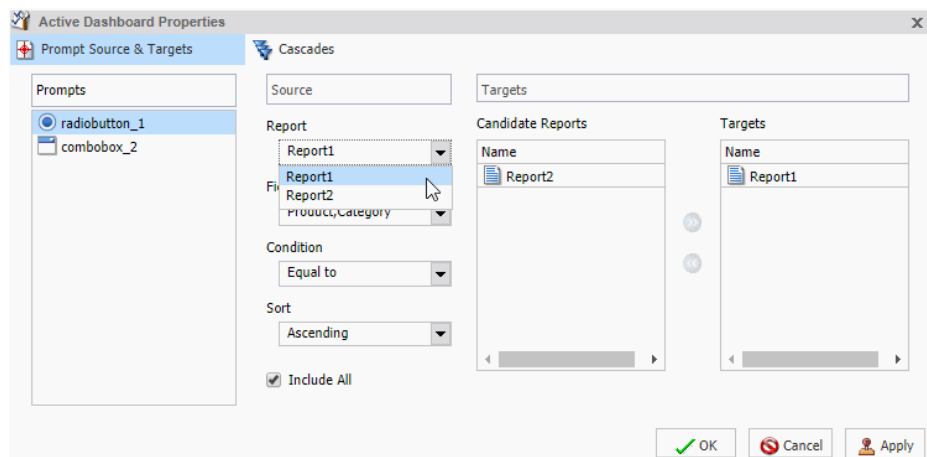 Active Dashboard Properties
Prompt Source & Targets
Cascades
Prompts
radiobutton_1
combobox_2
Source
Report
Report1
Report1
Report2
Fie
Product,Category
Condition
Equal to
Sort
Ascending
Include All
Targets
Candidate Reports
Name
Report2
Targets
Name
Report1
OK
Cancel
Apply